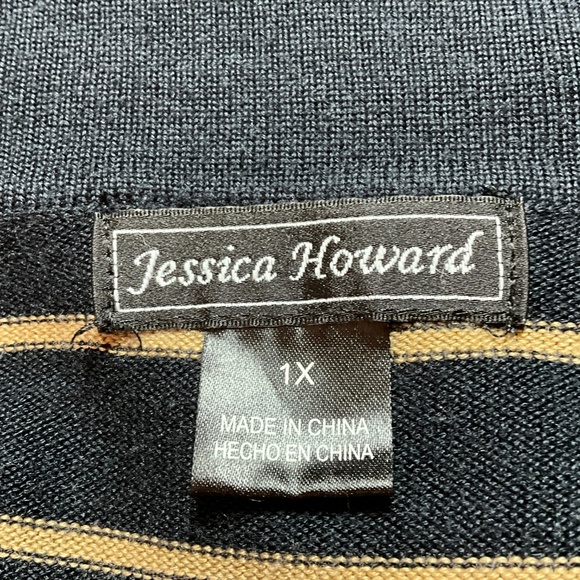 Jessica Howard
1X
MADE IN CHINA
HECHO EN CHINA